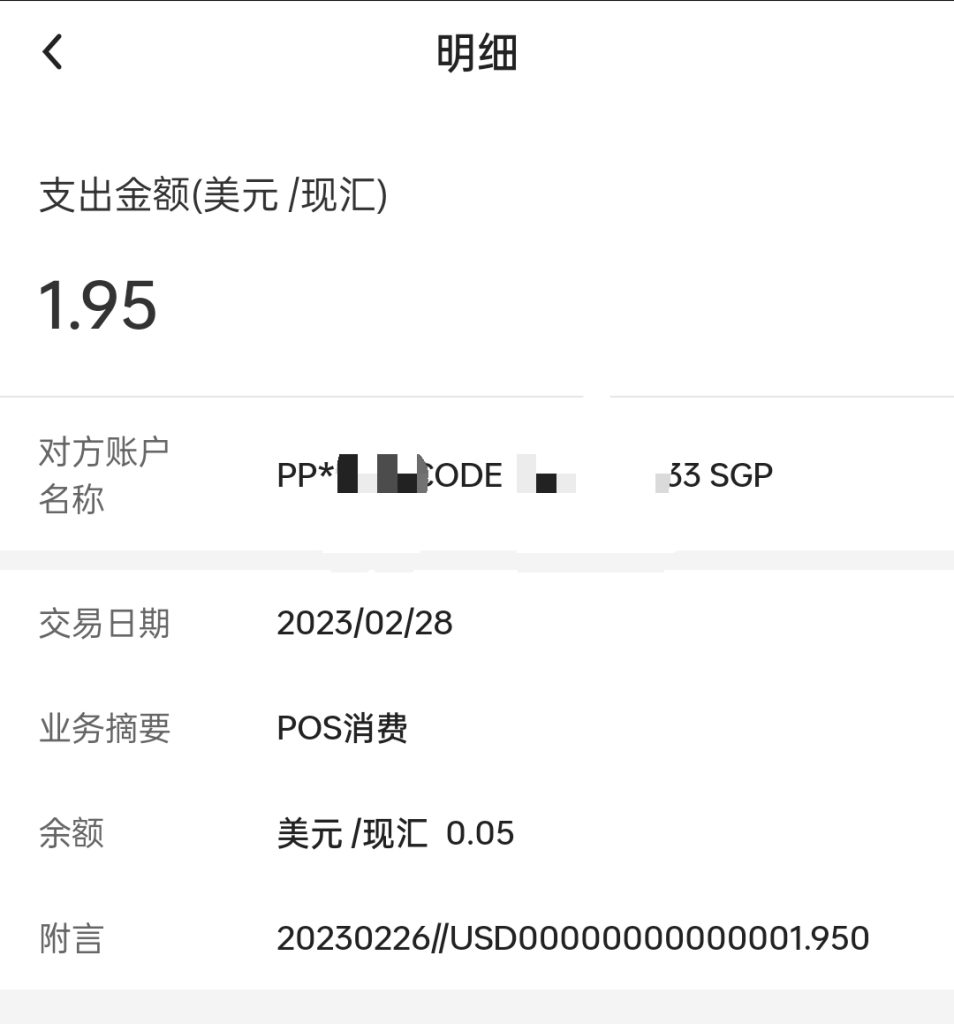 明细
支出金额(美元 /现汇)
1.95
对方账户
名称
PP* CODE 33 SGP
交易日期
2023/02/28
业务摘要
POS消费
余额
美元 /现汇 0.05
附言
20230226//USD00000000000001.950